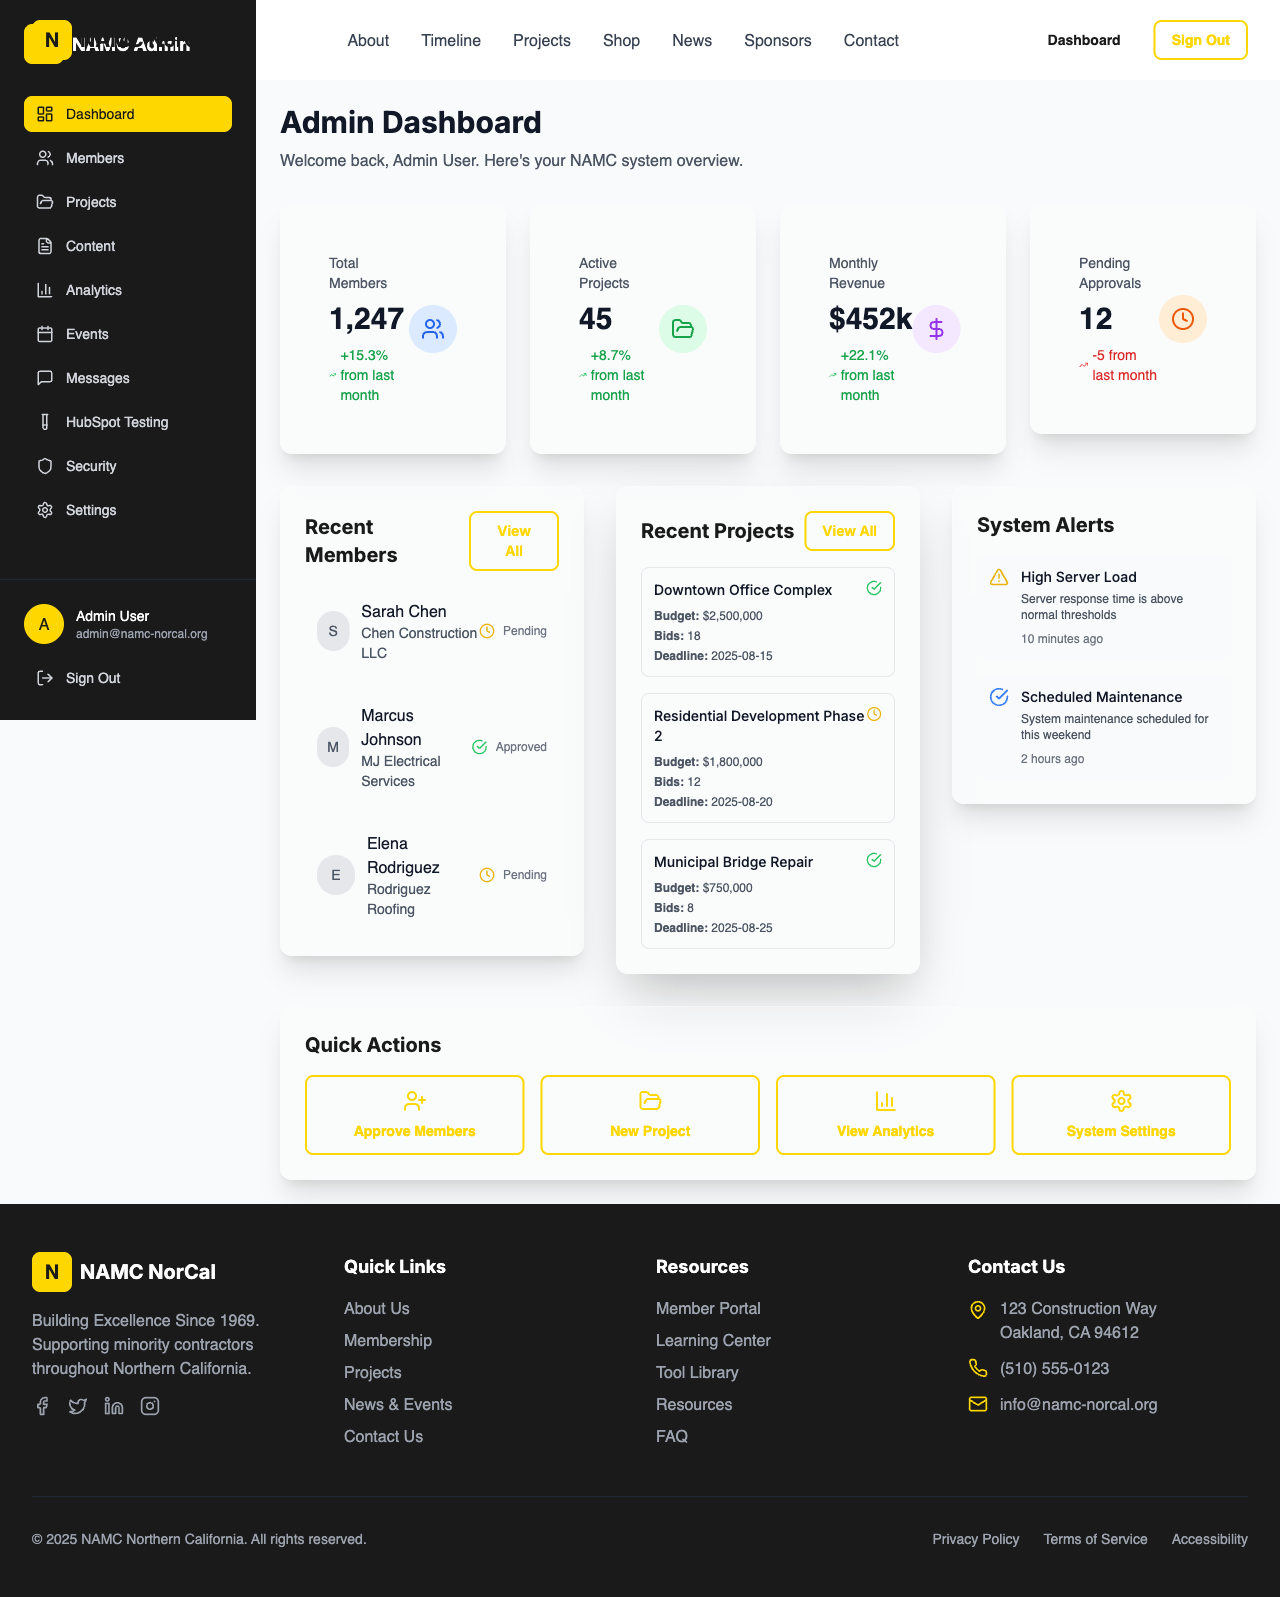 N NAMC Admin
About Timeline Projects Shop News Sponsors Contact Dashboard Sign Out
Dashboard
Members
Projects
Content
Analytics
Events
Messages
HubSpot Testing
Security
Settings
A
Admin User
admin@namc-norcal.org
Sign Out
Admin Dashboard
Welcome back, Admin User. Here's your NAMC system overview.
Total
Members
1,247
+15.3%
from last
month
Active
Projects
45
+8.7%
from last
month
Monthly
Revenue
$452k
+22.1%
from last
month
Pending
Approvals
12
-5 from
last month
Recent
Members
View
All
S
Sarah Chen
Chen Construction
LLC
Pending
M
Marcus
Johnson
MJ Electrical
Services
Approved
E
Elena
Rodriguez
Rodriguez
Roofing
Pending
Recent Projects
View All
Downtown Office Complex
Budget: $2,500,000
Bids: 18
Deadline: 2025-08-15
Residential Development Phase
2
Budget: $1,800,000
Bids: 12
Deadline: 2025-08-20
Municipal Bridge Repair
Budget: $750,000
Bids: 8
Deadline: 2025-08-25
System Alerts
High Server Load
Server response time is above
normal thresholds
10 minutes ago
Scheduled Maintenance
System maintenance scheduled for
this weekend
2 hours ago
Quick Actions
Approve Members
New Project
View Analytics
System Settings
N NAMC NorCal
Building Excellence Since 1969.
Supporting minority contractors
throughout Northern California.
Quick Links
About Us
Membership
Projects
News & Events
Contact Us
Resources
Member Portal
Learning Center
Tool Library
Resources
FAQ
Contact Us
123 Construction Way
Oakland, CA 94612
(510) 555-0123
info@namc-norcal.org
© 2025 NAMC Northern California. All rights reserved.
Privacy Policy Terms of Service Accessibility